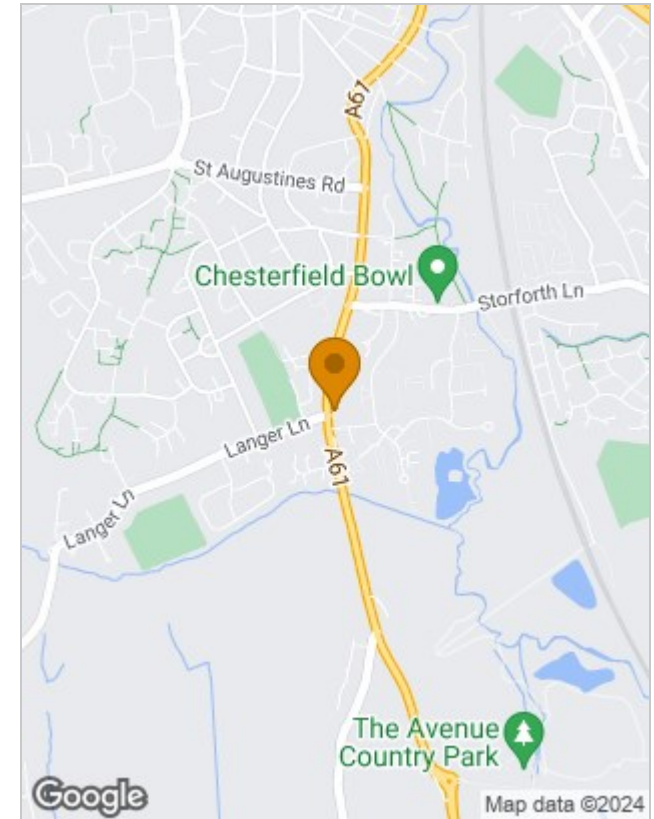 A61
St Augustines Rd
Chesterfield Bowl
Storforth Ln
Langer Ln
A61
Langer Ln
The Avenue
Country Park
Google
Map data ©2024